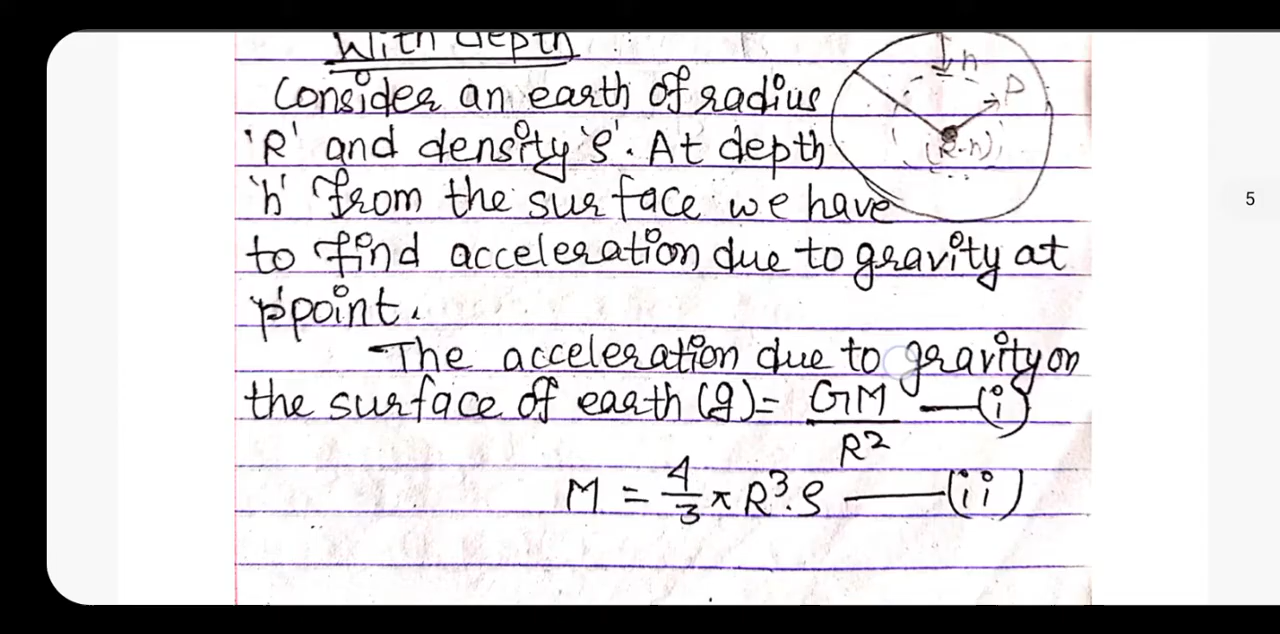 With depth
Consider an earth of radius
'R' and density 'ρ'. At depth
'h' from the surface we have
to find acceleration due to gravity at
'p' point.
The acceleration due to gravity on
the surface of earth (g) = GM/R² —(i)
M = 4/3 π R³.ρ —(ii)
h
P
(R-h)
5